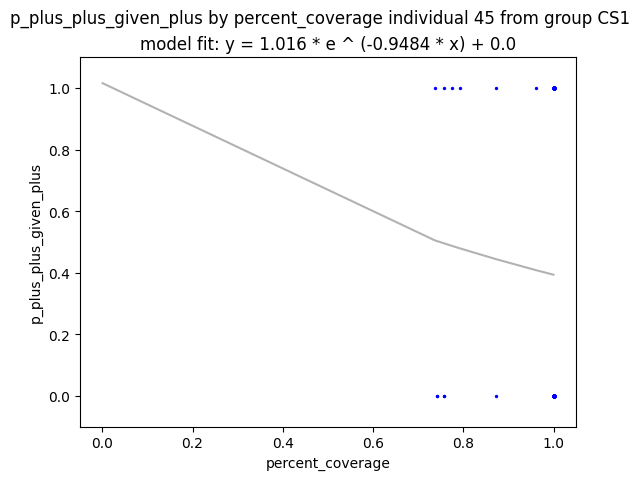 p_plus_plus_given_plus by percent_coverage individual 45 from group CS1
model fit: y = 1.016 * e ^ (-0.9484 * x) + 0.0
1.0
0.8
0.6
0.4
0.2
0.0
p_plus_plus_given_plus
0.0 0.2 0.4 0.6 0.8 1.0
percent_coverage